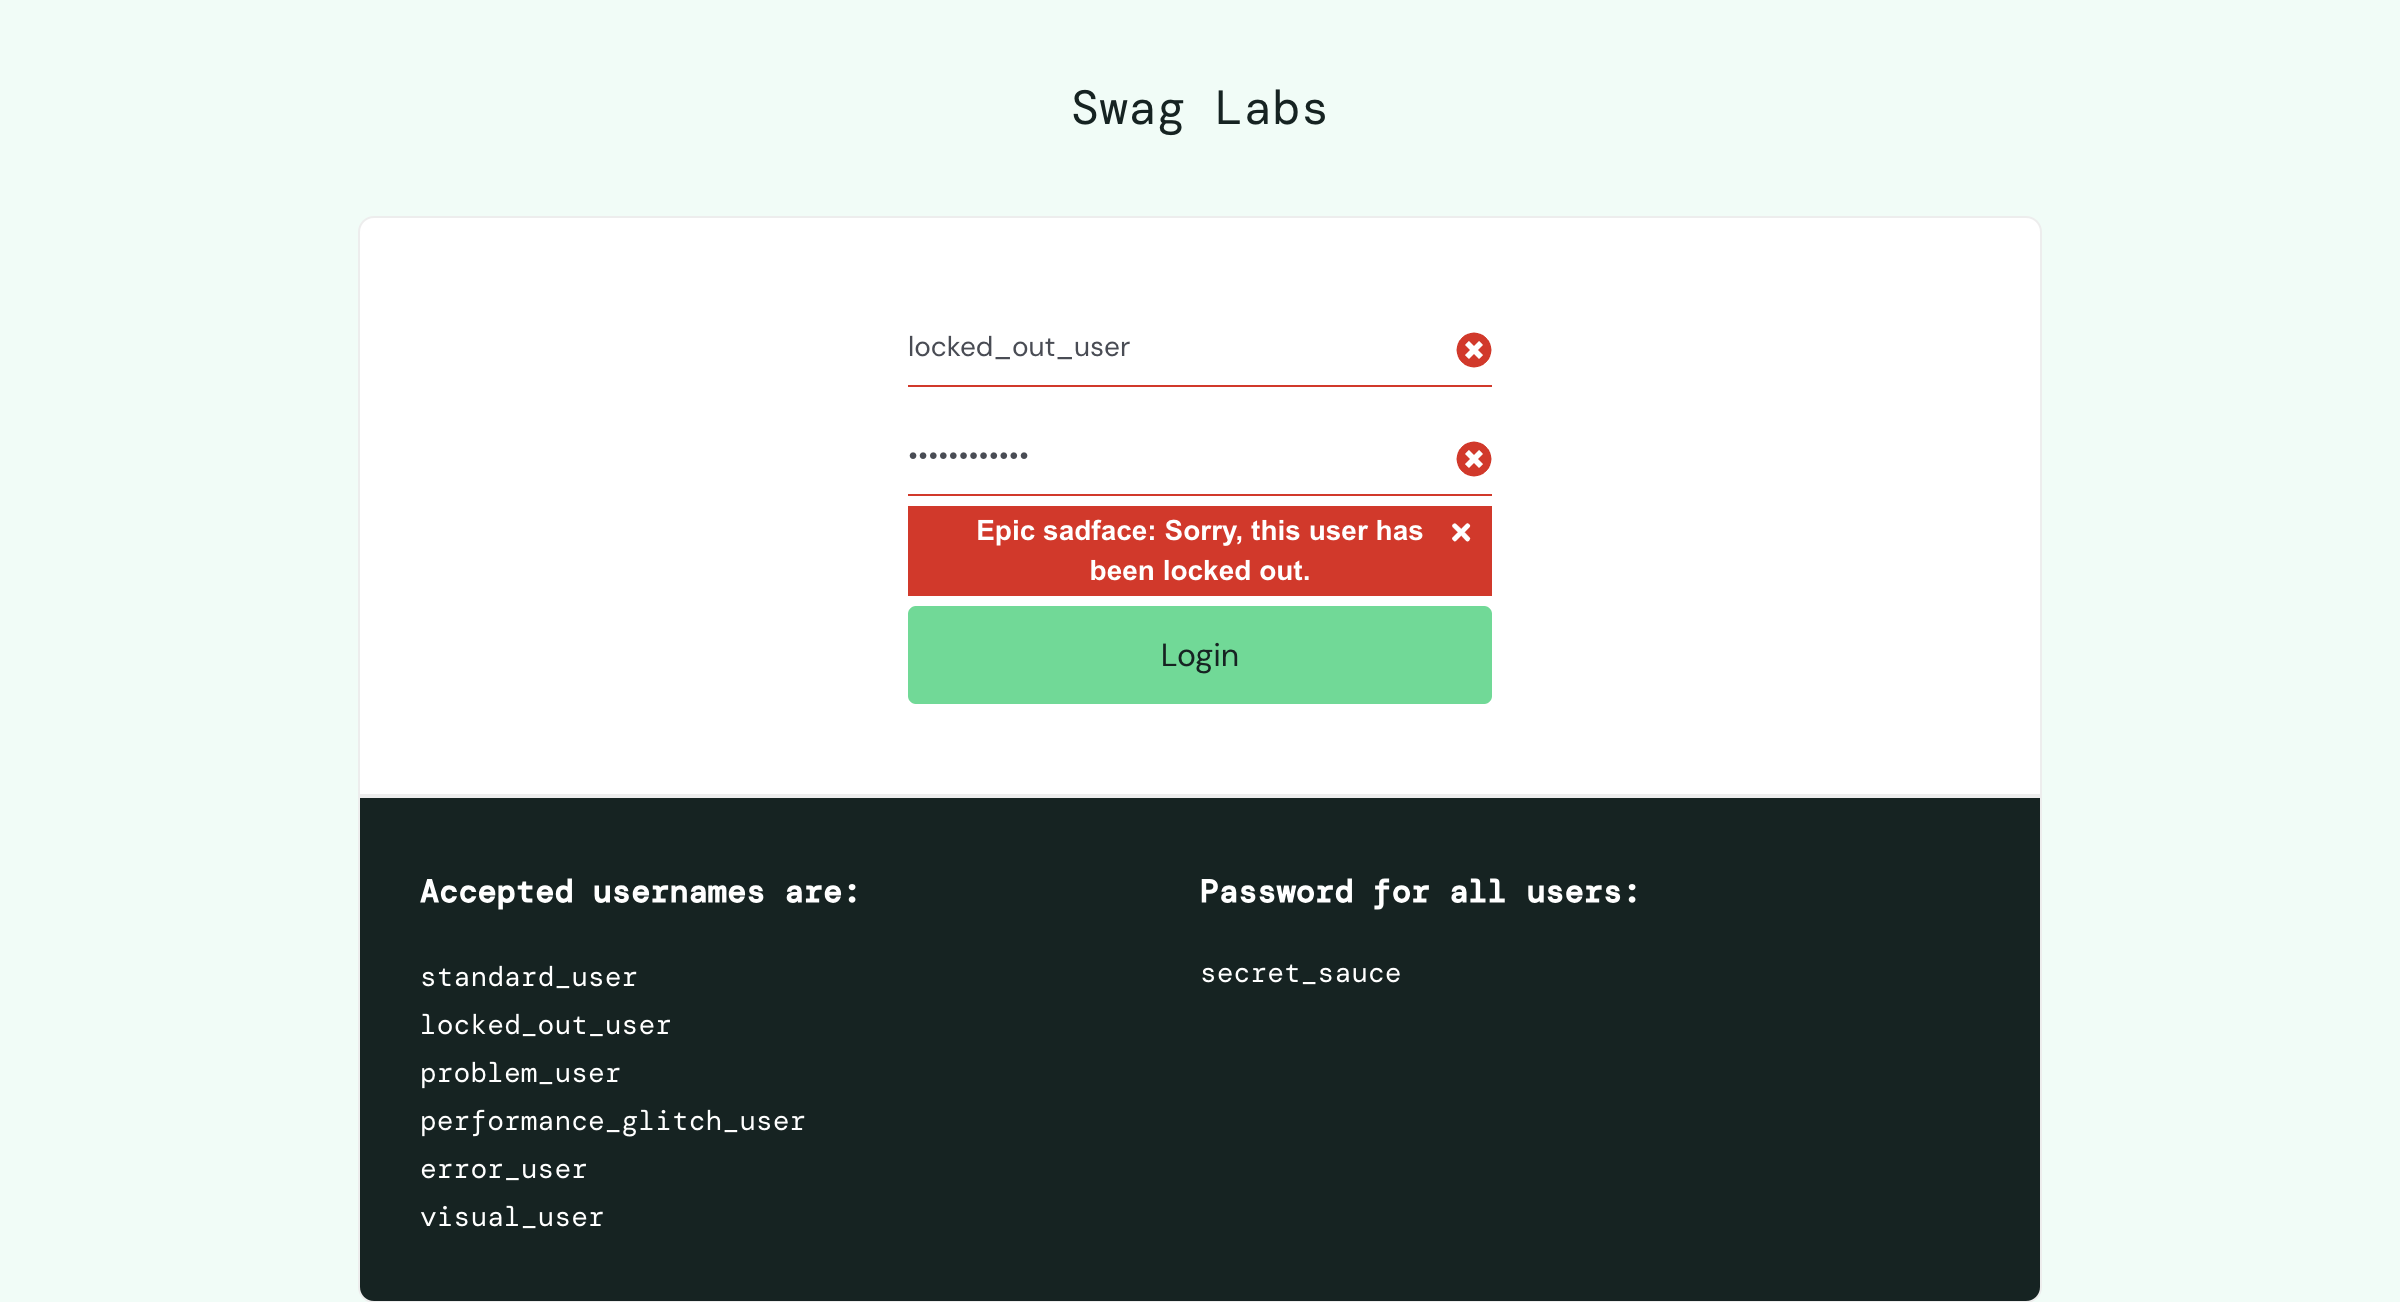 Swag Labs
locked_out_user
••••••••••••
Epic sadface: Sorry, this user has
been locked out.
Login
Accepted usernames are:
standard_user
locked_out_user
problem_user
performance_glitch_user
error_user
visual_user
Password for all users:
secret_sauce